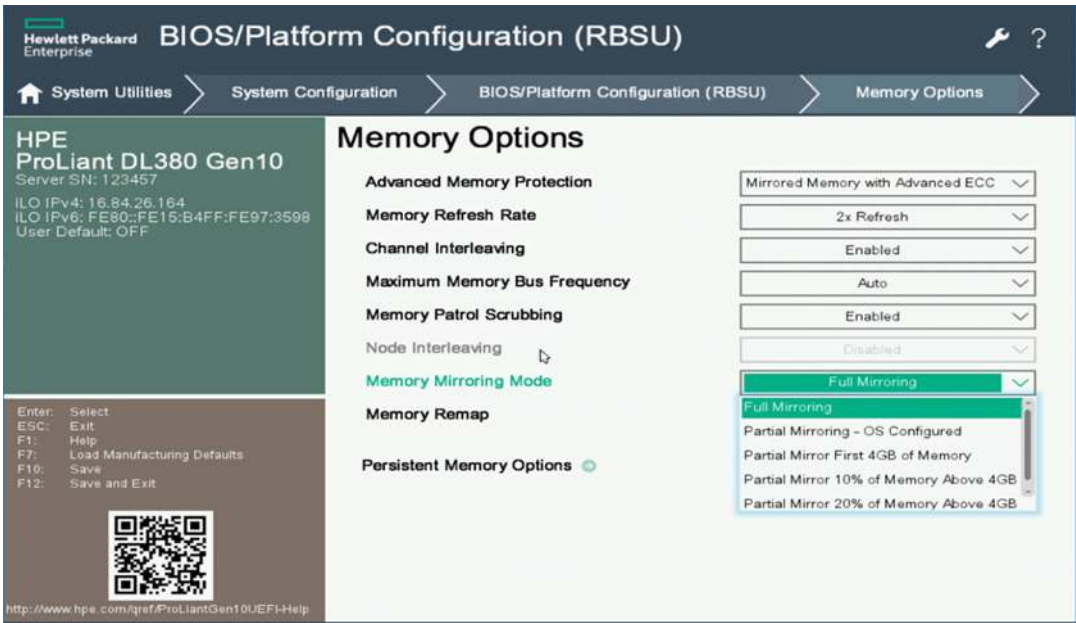 Hewlett Packard
Enterprise
BIOS/Platform Configuration (RBSU)
?
System Utilities
System Configuration
BIOS/Platform Configuration (RBSU)
Memory Options
HPE
ProLiant DL380 Gen10
Server SN: 123457
iLO IPv4: 16.84.26.164
iLO IPv6: FE80::FE15:B4FF:FE97:3598
User Default: OFF
Enter: Select
ESC: Exit
F1: Help
F7: Load Manufacturing Defaults
F10: Save
F12: Save and Exit
http://www.hpe.com/qref/ProLiantGen10UEFI-Help
Memory Options
Advanced Memory Protection Mirrored Memory with Advanced ECC
Memory Refresh Rate 2x Refresh
Channel Interleaving Enabled
Maximum Memory Bus Frequency Auto
Memory Patrol Scrubbing Enabled
Node Interleaving Disabled
Memory Mirroring Mode Full Mirroring
Memory Remap
Persistent Memory Options
Full Mirroring
Partial Mirroring - OS Configured
Partial Mirror First 4GB of Memory
Partial Mirror 10% of Memory Above 4GB
Partial Mirror 20% of Memory Above 4GB